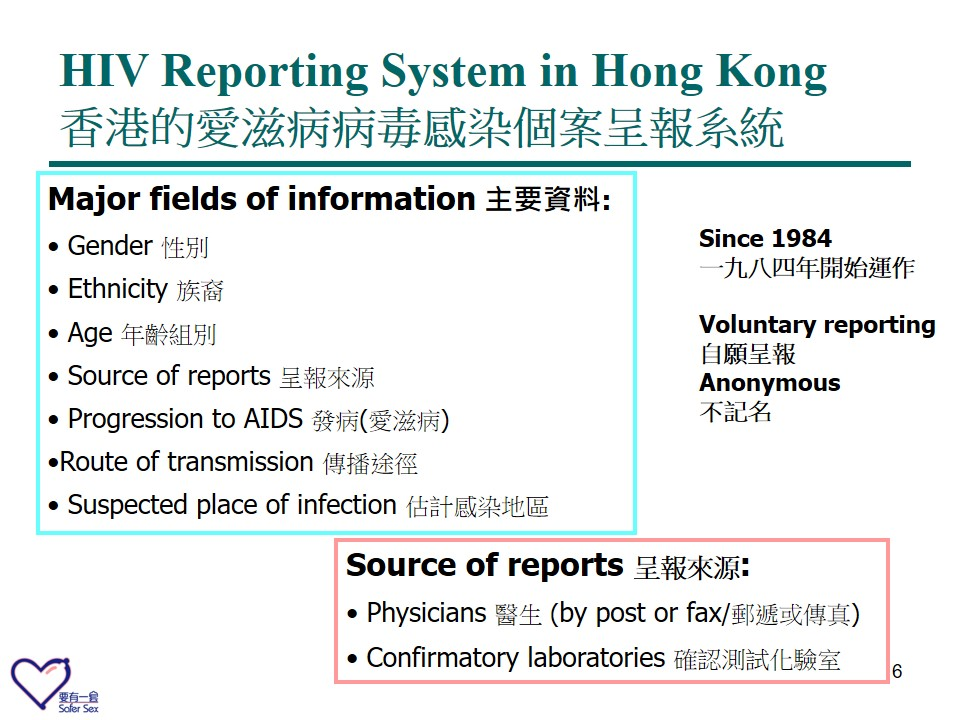 HIV Reporting System in Hong Kong
香港的愛滋病病毒感染個案呈報系統
Major fields of information 主要資料:
• Gender 性別
• Ethnicity 族裔
• Age 年齡組別
• Source of reports 呈報來源
• Progression to AIDS 發病(愛滋病)
•Route of transmission 傳播途徑
• Suspected place of infection 估計感染地區
Since 1984
一九八四年開始運作
Voluntary reporting
自願呈報
Anonymous
不記名
Source of reports 呈報來源:
• Physicians 醫生 (by post or fax/郵遞或傳真)
• Confirmatory laboratories 確認測試化驗室
要有一套
Safer Sex
6